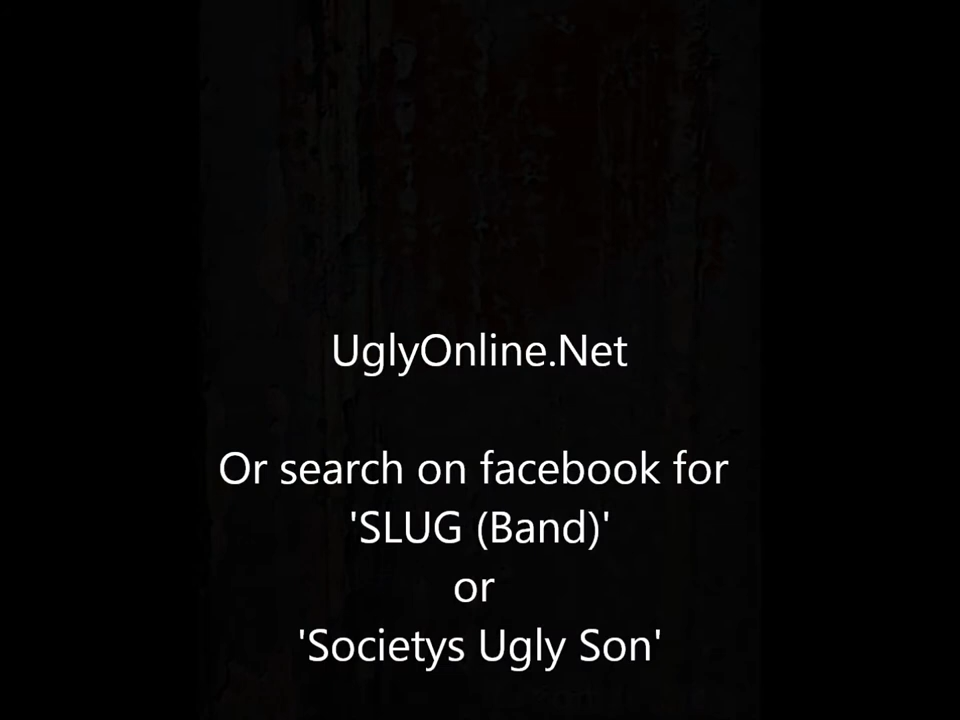 UglyOnline.Net
Or search on facebook for
'SLUG (Band)'
or
'Societys Ugly Son'